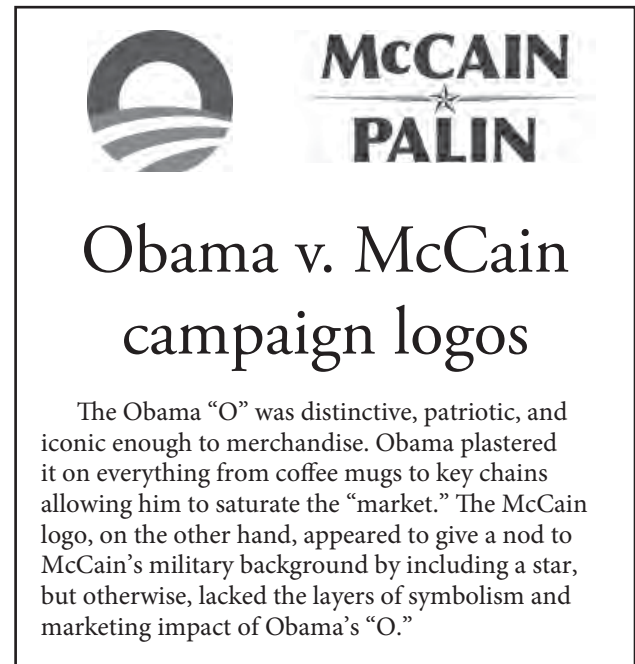 McCAIN
PALIN
Obama v. McCain
campaign logos
The Obama “O” was distinctive, patriotic, and
iconic enough to merchandise. Obama plastered
it on everything from coffee mugs to key chains
allowing him to saturate the “market.” The McCain
logo, on the other hand, appeared to give a nod to
McCain’s military background by including a star,
but otherwise, lacked the layers of symbolism and
marketing impact of Obama’s “O.”